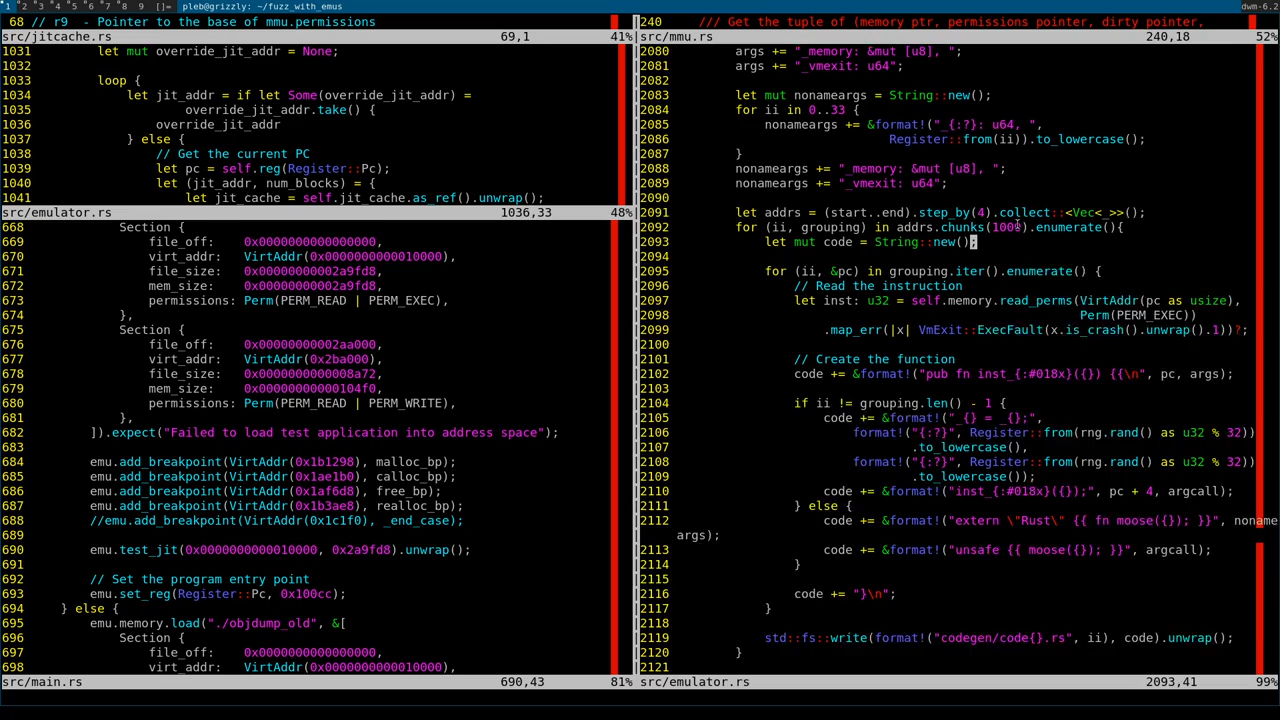 1 2 3 4 5 6 7 8 9 []= pleb@grizzly: ~/fuzz_with_emus dwm-6.2
68 // r9  - Pointer to the base of mmu.permissions
src/jitcache.rs 69,1 41%
1031 let mut override_jit_addr = None;
1032
1033 loop {
1034 let jit_addr = if let Some(override_jit_addr) =
1035 override_jit_addr.take() {
1036 override_jit_addr
1037 } else {
1038 // Get the current PC
1039 let pc = self.reg(Register::Pc);
1040 let (jit_addr, num_blocks) = {
1041 let jit_cache = self.jit_cache.as_ref().unwrap();
src/emulator.rs 1036,33 48%
668 Section {
669 file_off:    0x0000000000000000,
670 virt_addr:   VirtAddr(0x0000000000010000),
671 file_size:   0x00000000002a9fd8,
672 mem_size:    0x00000000002a9fd8,
673 permissions: Perm(PERM_READ | PERM_EXEC),
674 },
675 Section {
676 file_off:    0x00000000002aa000,
677 virt_addr:   VirtAddr(0x2ba000),
678 file_size:   0x0000000000008a72,
679 mem_size:    0x00000000000104f0,
680 permissions: Perm(PERM_READ | PERM_WRITE),
681 },
682 ]).expect("Failed to load test application into address space");
683
684 emu.add_breakpoint(VirtAddr(0x1b1298), malloc_bp);
685 emu.add_breakpoint(VirtAddr(0x1ae1b0), calloc_bp);
686 emu.add_breakpoint(VirtAddr(0x1af6d8), free_bp);
687 emu.add_breakpoint(VirtAddr(0x1b3ae8), realloc_bp);
688 //emu.add_breakpoint(VirtAddr(0x1c1f0), _end_case);
689
690 emu.test_jit(0x0000000000010000, 0x2a9fd8).unwrap();
691
692 // Set the program entry point
693 emu.set_reg(Register::Pc, 0x100cc);
694 } else {
695 emu.memory.load("./objdump_old", &[
696 Section {
697 file_off:    0x0000000000000000,
698 virt_addr:   VirtAddr(0x0000000000010000),
src/main.rs 690,43 81%
240 /// Get the tuple of (memory ptr, permissions pointer, dirty pointer,
src/mmu.rs 240,18 52%
2080 args += "_memory: &mut [u8], ";
2081 args += "_vmexit: u64";
2082
2083 let mut nonameargs = String::new();
2084 for ii in 0..33 {
2085 nonameargs += &format!("_{:?}: u64, ",
2086 Register::from(ii)).to_lowercase();
2087 }
2088 nonameargs += "_memory: &mut [u8], ";
2089 nonameargs += "_vmexit: u64";
2090
2091 let addrs = (start..end).step_by(4).collect::<Vec<_>>();
2092 for (ii, grouping) in addrs.chunks(1000).enumerate(){
2093 let mut code = String::new();
2094
2095 for (ii, &pc) in grouping.iter().enumerate() {
2096 // Read the instruction
2097 let inst: u32 = self.memory.read_perms(VirtAddr(pc as usize),
2098 Perm(PERM_EXEC))
2099 .map_err(|x| VmExit::ExecFault(x.is_crash().unwrap().1))?;
2100
2101 // Create the function
2102 code += &format!("pub fn inst_{:#018x}({}) {{\n", pc, args);
2103
2104 if ii != grouping.len() - 1 {
2105 code += &format!("_{} = _{};",
2106 format!("{:?}", Register::from(rng.rand() as u32 % 32))
2107 .to_lowercase(),
2108 format!("{:?}", Register::from(rng.rand() as u32 % 32))
2109 .to_lowercase());
2110 code += &format!("inst_{:#018x}({});", pc + 4, argcall);
2111 } else {
2112 code += &format!("extern \"Rust\" {{ fn moose({}); }}", noname
args);
2113 code += &format!("unsafe {{ moose({}); }}", argcall);
2114 }
2115
2116 code += "}\n";
2117 }
2118
2119 std::fs::write(format!("codegen/code{}.rs", ii), code).unwrap();
2120 }
2121
src/emulator.rs 2093,41 99%